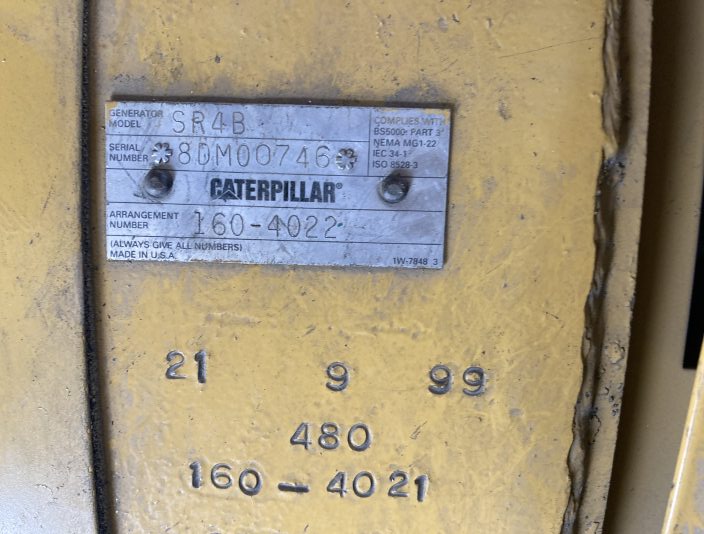 GENERATOR MODEL SR4B
SERIAL NUMBER *8DM00746*
COMPLIES WITH
BS5000: PART 3
NEMA MG1-22
IEC 34-1
ISO 8528-3
CATERPILLAR®
ARRANGEMENT NUMBER 160-4022
(ALWAYS GIVE ALL NUMBERS)
MADE IN U.S.A.
1W-7848 3
21 9 99
480
160-4021